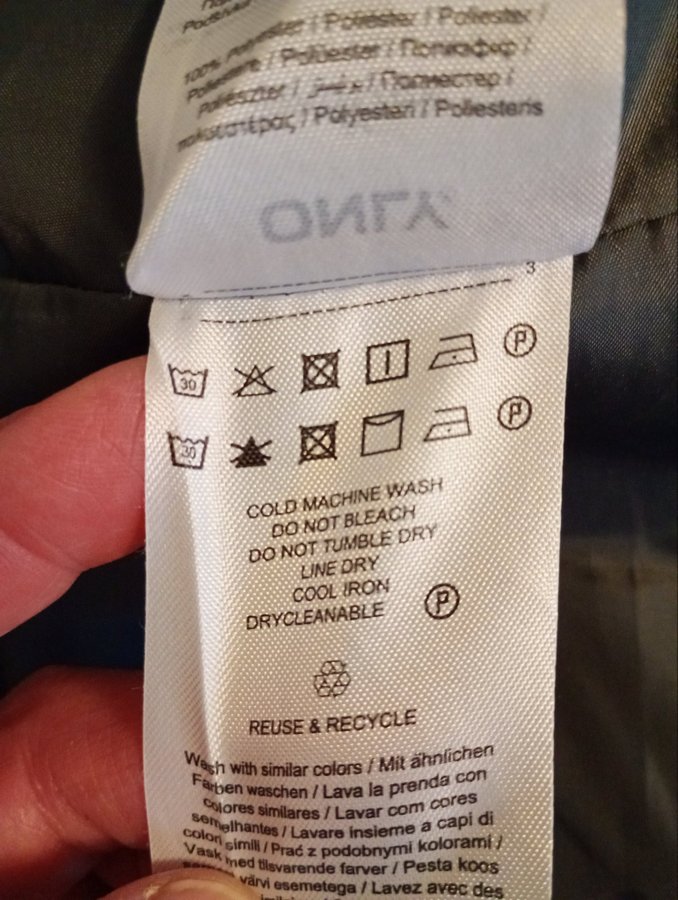 100% Polyester / Poliester / Polyester /
Poliestere / Poliüester / Полиэфир /
Poliészter / بوليستر / Полиестер /
πολυεστέρας / Polyesteri / Poliesteris
ONLY
3
30 P
30 P
COLD MACHINE WASH
DO NOT BLEACH
DO NOT TUMBLE DRY
LINE DRY
COOL IRON
DRYCLEANABLE P
REUSE & RECYCLE
Wash with similar colors / Mit ähnlichen
Farben waschen / Lava la prenda con
colores similares / Lavar com cores
semelhantes / Lavare insieme a capi di
colori simili / Prać z podobnymi kolorami /
Vask med tilsvarende farver / Pesta koos
värvi esemetega / Lavez avec des